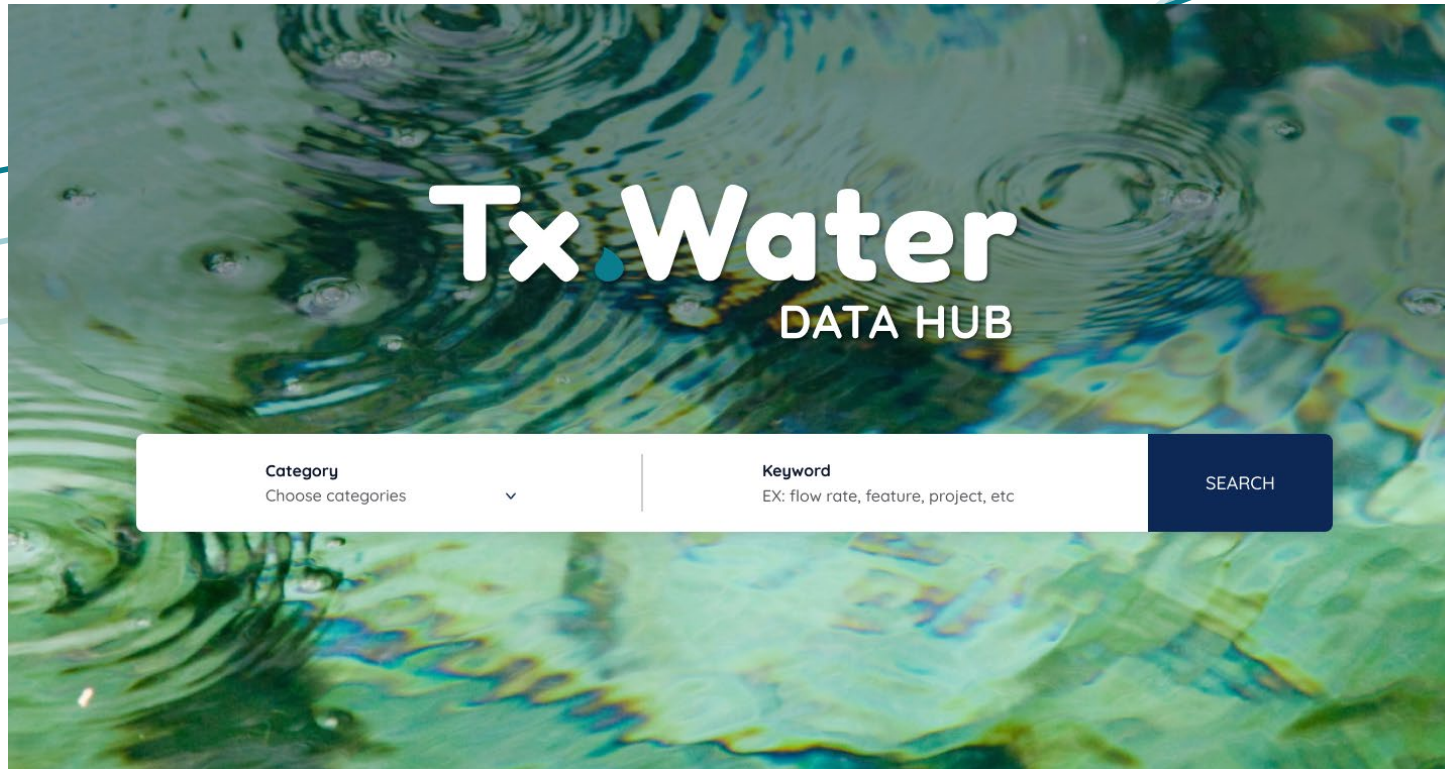 Tx Water
DATA HUB
Category
Choose categories
Keyword
EX: flow rate, feature, project, etc
SEARCH